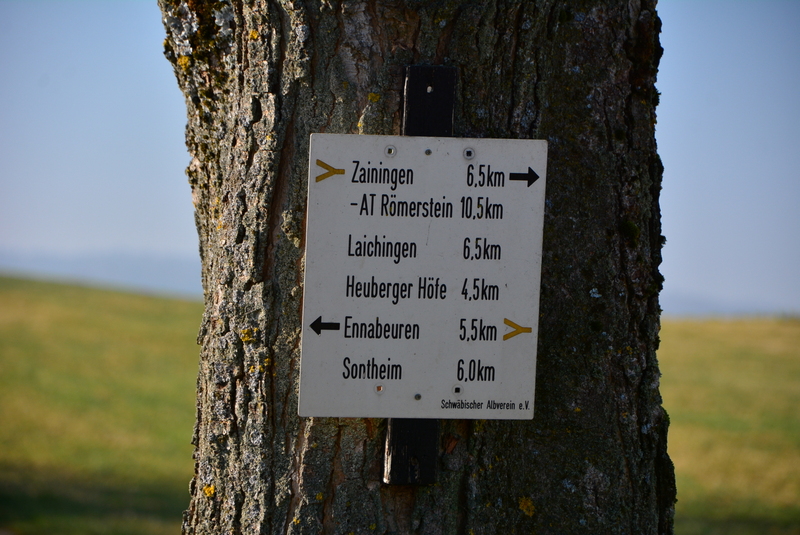 Zainingen 6,5km
-AT Römerstein 10,5km
Laichingen 6,5km
Heuberger Höfe 4,5km
Ennabeuren 5,5km
Sontheim 6,0km
Schwäbischer Albverein e.V.